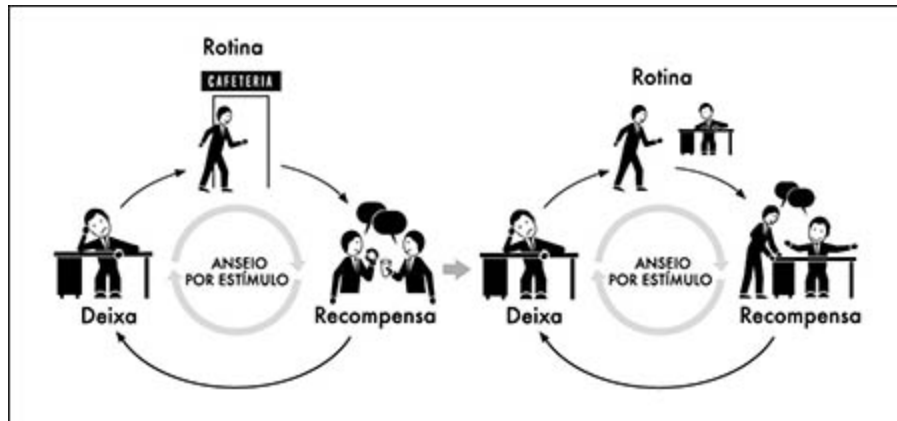 Rotina
CAFETERIA
ANSEIO
POR ESTÍMULO
Deixa
Recompensa
Rotina
ANSEIO
POR ESTÍMULO
Deixa
Recompensa